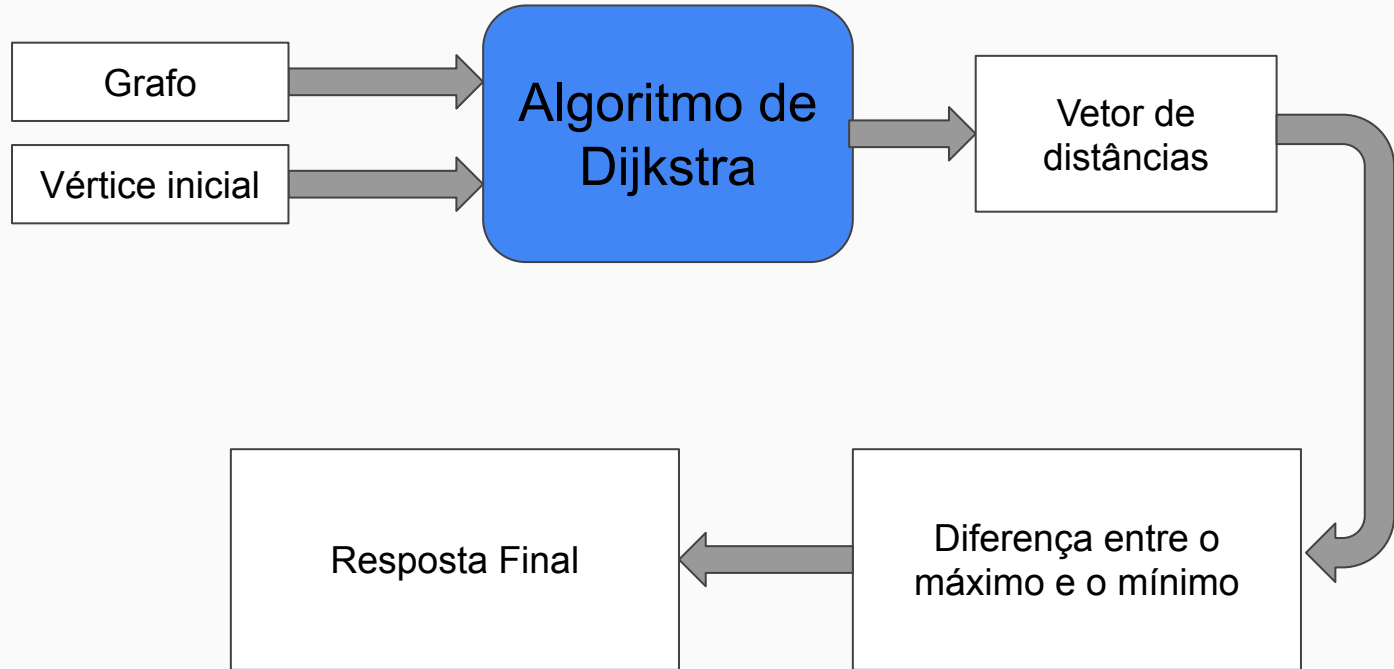 Grafo
Vértice inicial
Algoritmo de
Dijkstra
Vetor de
distâncias
Diferença entre o
máximo e o mínimo
Resposta Final